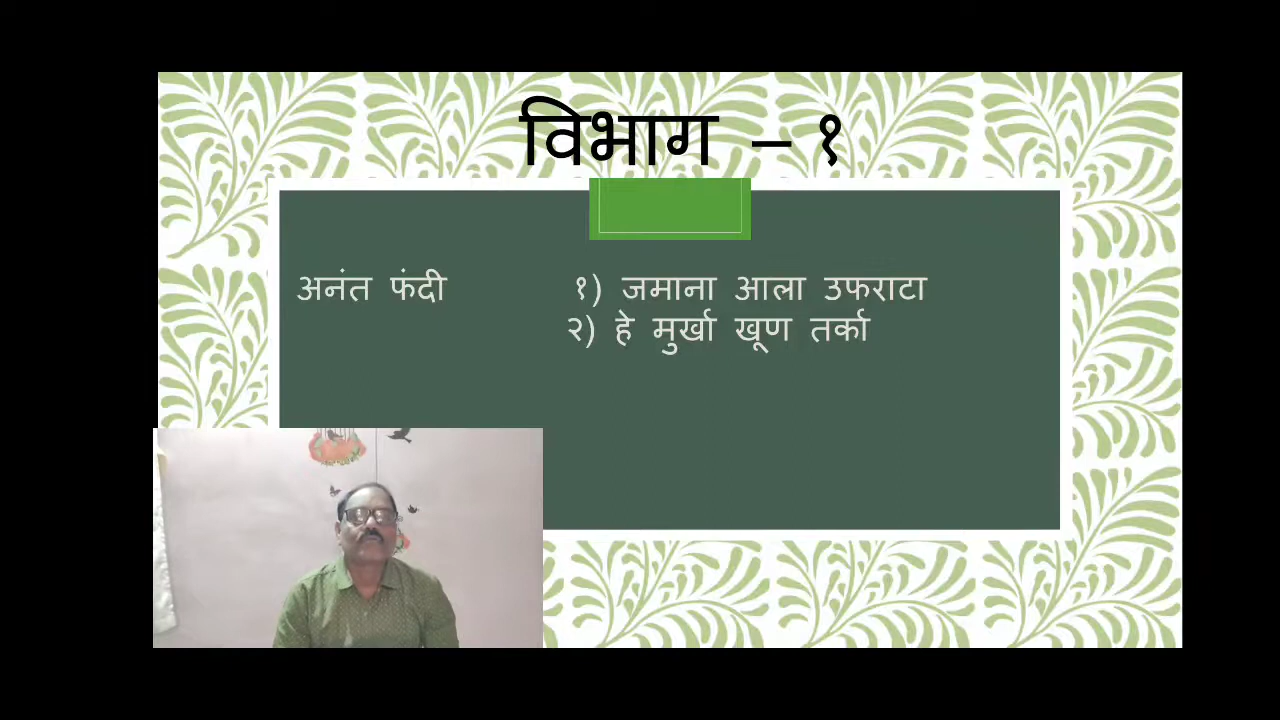 विभाग – १
अनंत फंदी १) जमाना आला उफराटा
२) हे मुर्खा खूण तर्का